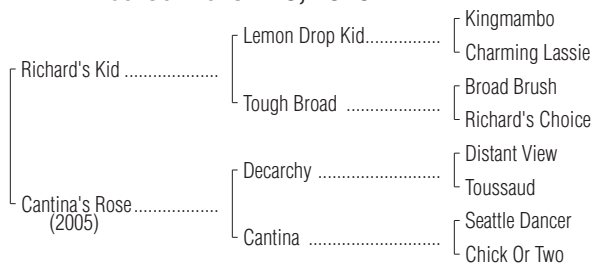 Kingmambo
Lemon Drop Kid
Charming Lassie
Richard's Kid
Broad Brush
Tough Broad
Richard's Choice
Distant View
Decarchy
Toussaud
Cantina's Rose
(2005)
Seattle Dancer
Cantina
Chick Or Two